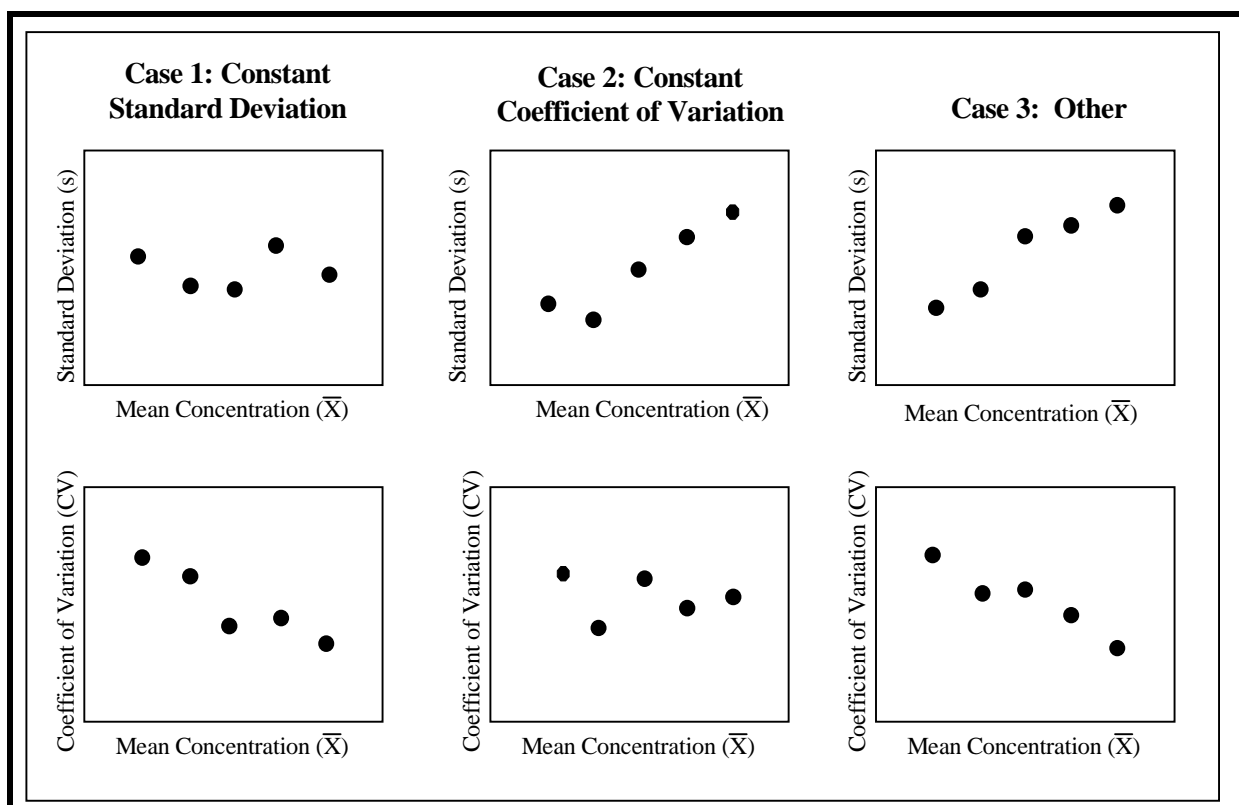 Case 1: Constant
Standard Deviation
Case 2: Constant
Coefficient of Variation
Case 3: Other
Standard Deviation (s)
Mean Concentration (X̅)
Standard Deviation (s)
Mean Concentration (X̅)
Standard Deviation (s)
Mean Concentration (X̅)
Coefficient of Variation (CV)
Mean Concentration (X̅)
Coefficient of Variation (CV)
Mean Concentration (X̅)
Coefficient of Variation (CV)
Mean Concentration (X̅)